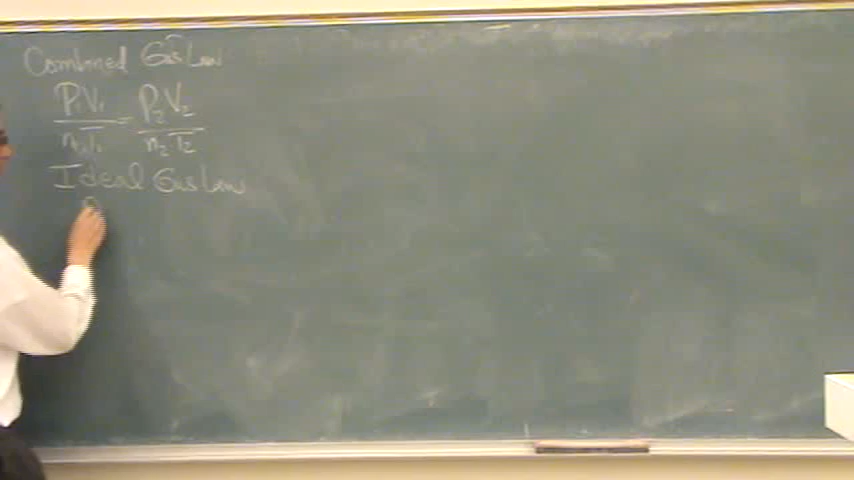 Combined Gas Law
P₁V₁ / n₁T₁ = P₂V₂ / n₂T₂
Ideal Gas Law